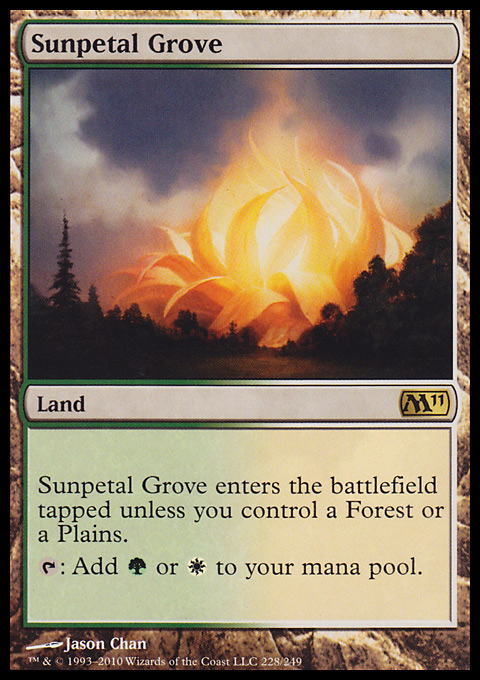 Sunpetal Grove
Land
M11
Sunpetal Grove enters the battlefield
tapped unless you control a Forest or
a Plains.
: Add or to your mana pool.
Jason Chan
™ & © 1993–2010 Wizards of the Coast LLC 228/249